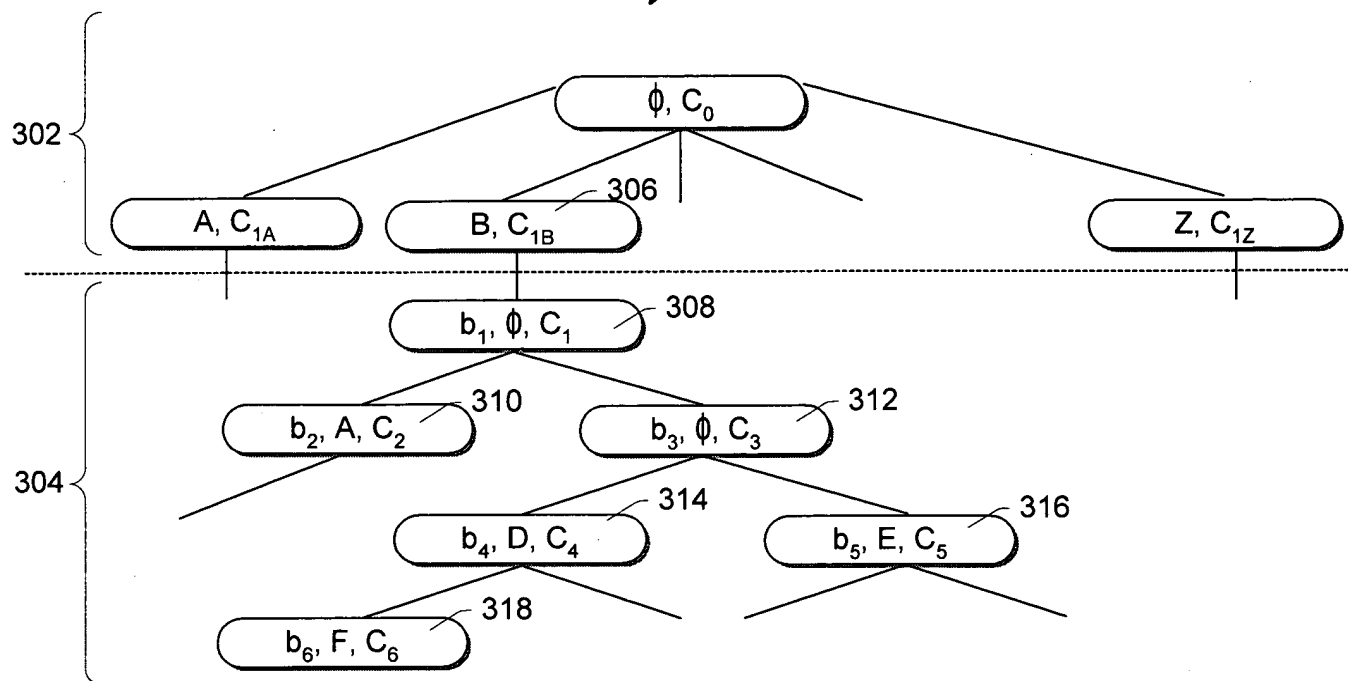 302
ϕ, C₀
306
A, C₁A
B, C₁B
Z, C₁Z
304
308
b₁, ϕ, C₁
310
b₂, A, C₂
312
b₃, ϕ, C₃
314
b₄, D, C₄
316
b₅, E, C₅
318
b₆, F, C₆